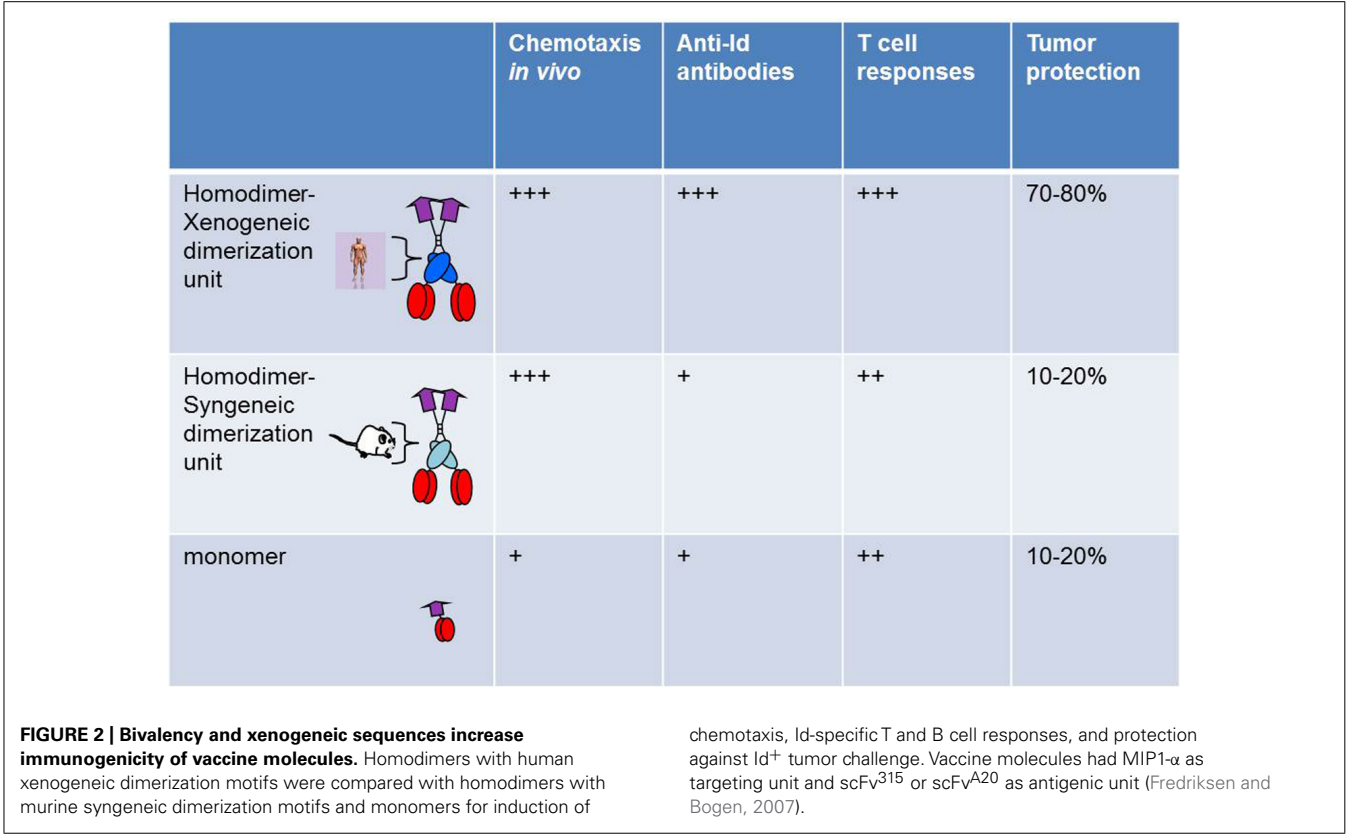 Chemotaxis
in vivo
Anti-Id
antibodies
T cell
responses
Tumor
protection
Homodimer-
Xenogeneic
dimerization
unit
+++
+++
+++
70-80%
Homodimer-
Syngeneic
dimerization
unit
+++
+
++
10-20%
monomer
+
+
++
10-20%
FIGURE 2 | Bivalency and xenogeneic sequences increase
immunogenicity of vaccine molecules. Homodimers with human
xenogeneic dimerization motifs were compared with homodimers with
murine syngeneic dimerization motifs and monomers for induction of
chemotaxis, Id-specific T and B cell responses, and protection
against Id⁺ tumor challenge. Vaccine molecules had MIP1-α as
targeting unit and scFv³¹⁵ or scFvᴬ²⁰ as antigenic unit (Fredriksen and
Bogen, 2007).